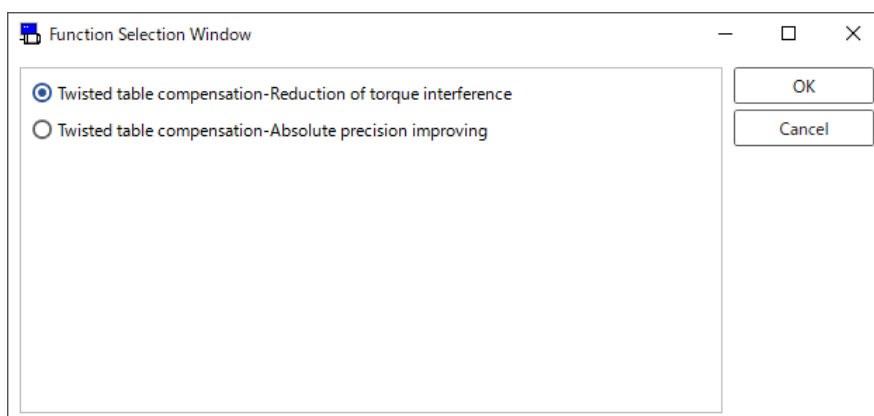 Function Selection Window
Twisted table compensation-Reduction of torque interference
Twisted table compensation-Absolute precision improving
OK
Cancel